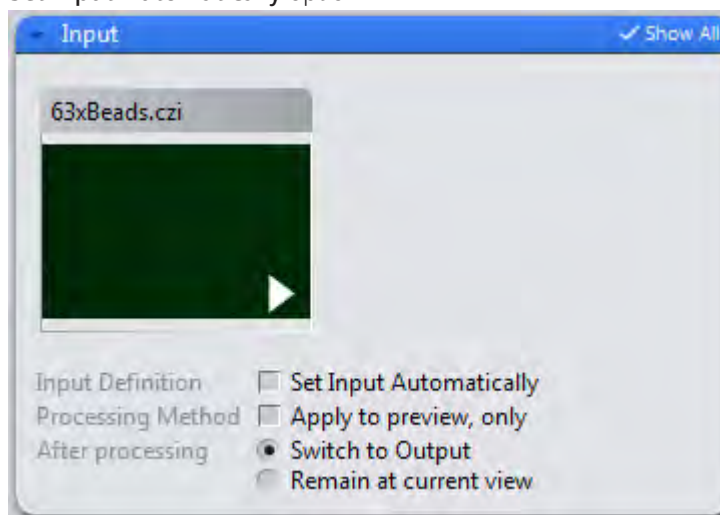 Input ✓ Show All
63xBeads.czi
Input Definition Set Input Automatically
Processing Method Apply to preview, only
After processing Switch to Output
Remain at current view